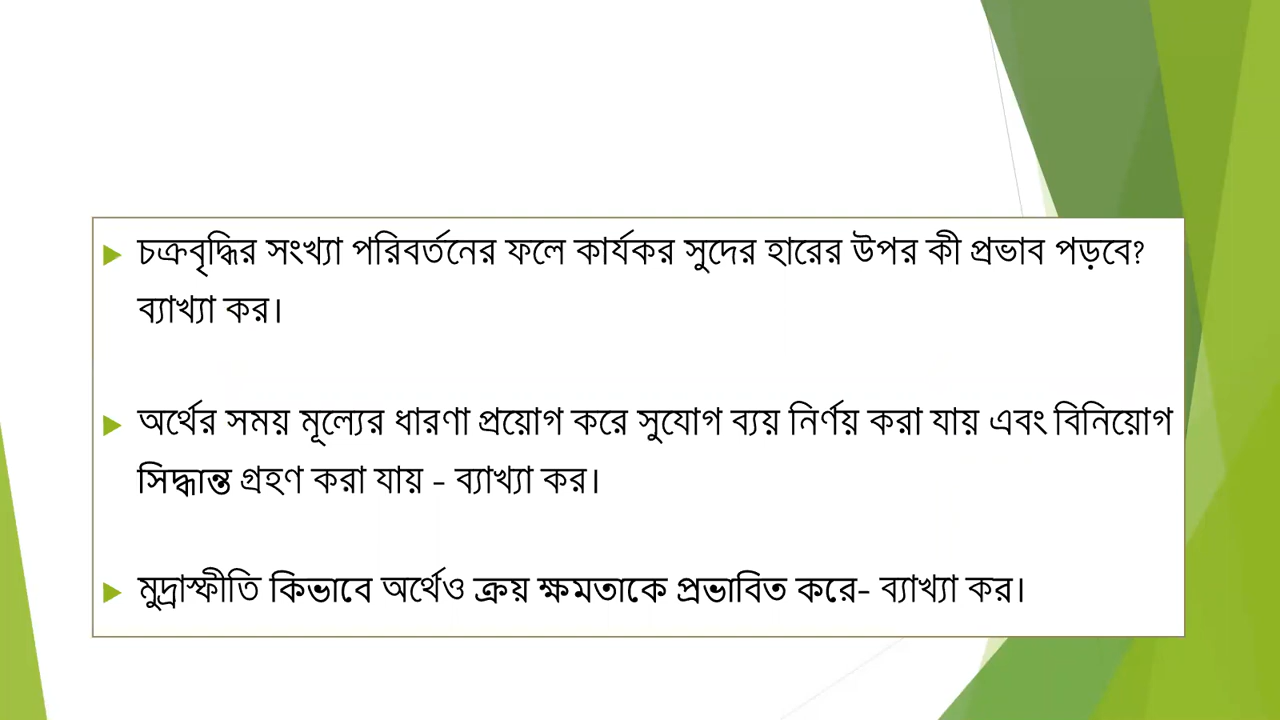 চক্রবৃদ্ধির সংখ্যা পরিবর্তনের ফলে কার্যকর সুদের হারের উপর কী প্রভাব পড়বে?
ব্যাখ্যা কর।
অর্থের সময় মূল্যের ধারণা প্রয়োগ করে সুযোগ ব্যয় নির্ণয় করা যায় এবং বিনিয়োগ
সিদ্ধান্ত গ্রহণ করা যায় - ব্যাখ্যা কর।
মুদ্রাস্ফীতি কিভাবে অর্থেও ক্রয় ক্ষমতাকে প্রভাবিত করে- ব্যাখ্যা কর।